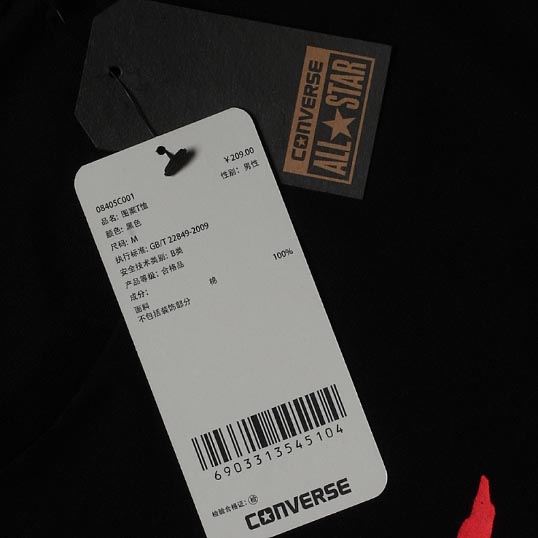 CONVERSE
ALL★STAR
¥209.00
08405C001
性别: 男性
品名: 图案T恤
颜色: 黑色
尺码: M
执行标准: GB/T 22849-2009
安全技术类别: B类
产品等级: 合格品
成分:
面料 棉 100%
不包括装饰部分
6903313545104
检验合格证: 检
CONVERSE